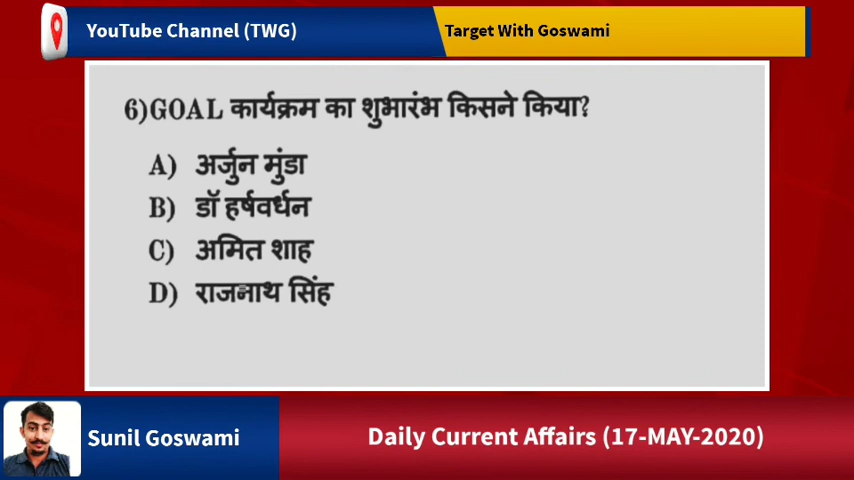 YouTube Channel (TWG)
Target With Goswami
6)GOAL कार्यक्रम का शुभारंभ किसने किया?
A) अर्जुन मुंडा
B) डॉ हर्षवर्धन
C) अमित शाह
D) राजनाथ सिंह
Sunil Goswami
Daily Current Affairs (17-MAY-2020)